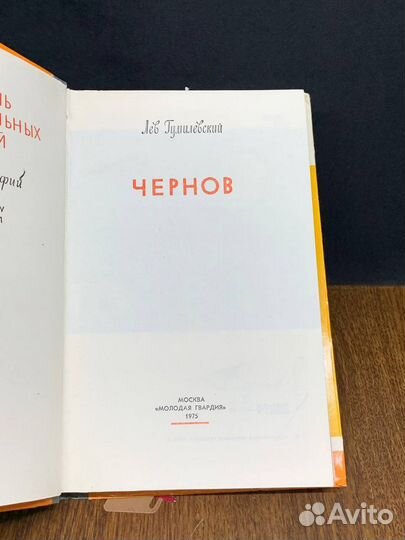 Лев Гумилевский
ЧЕРНОВ
МОСКВА
«МОЛОДАЯ ГВАРДИЯ»
1975
Avito